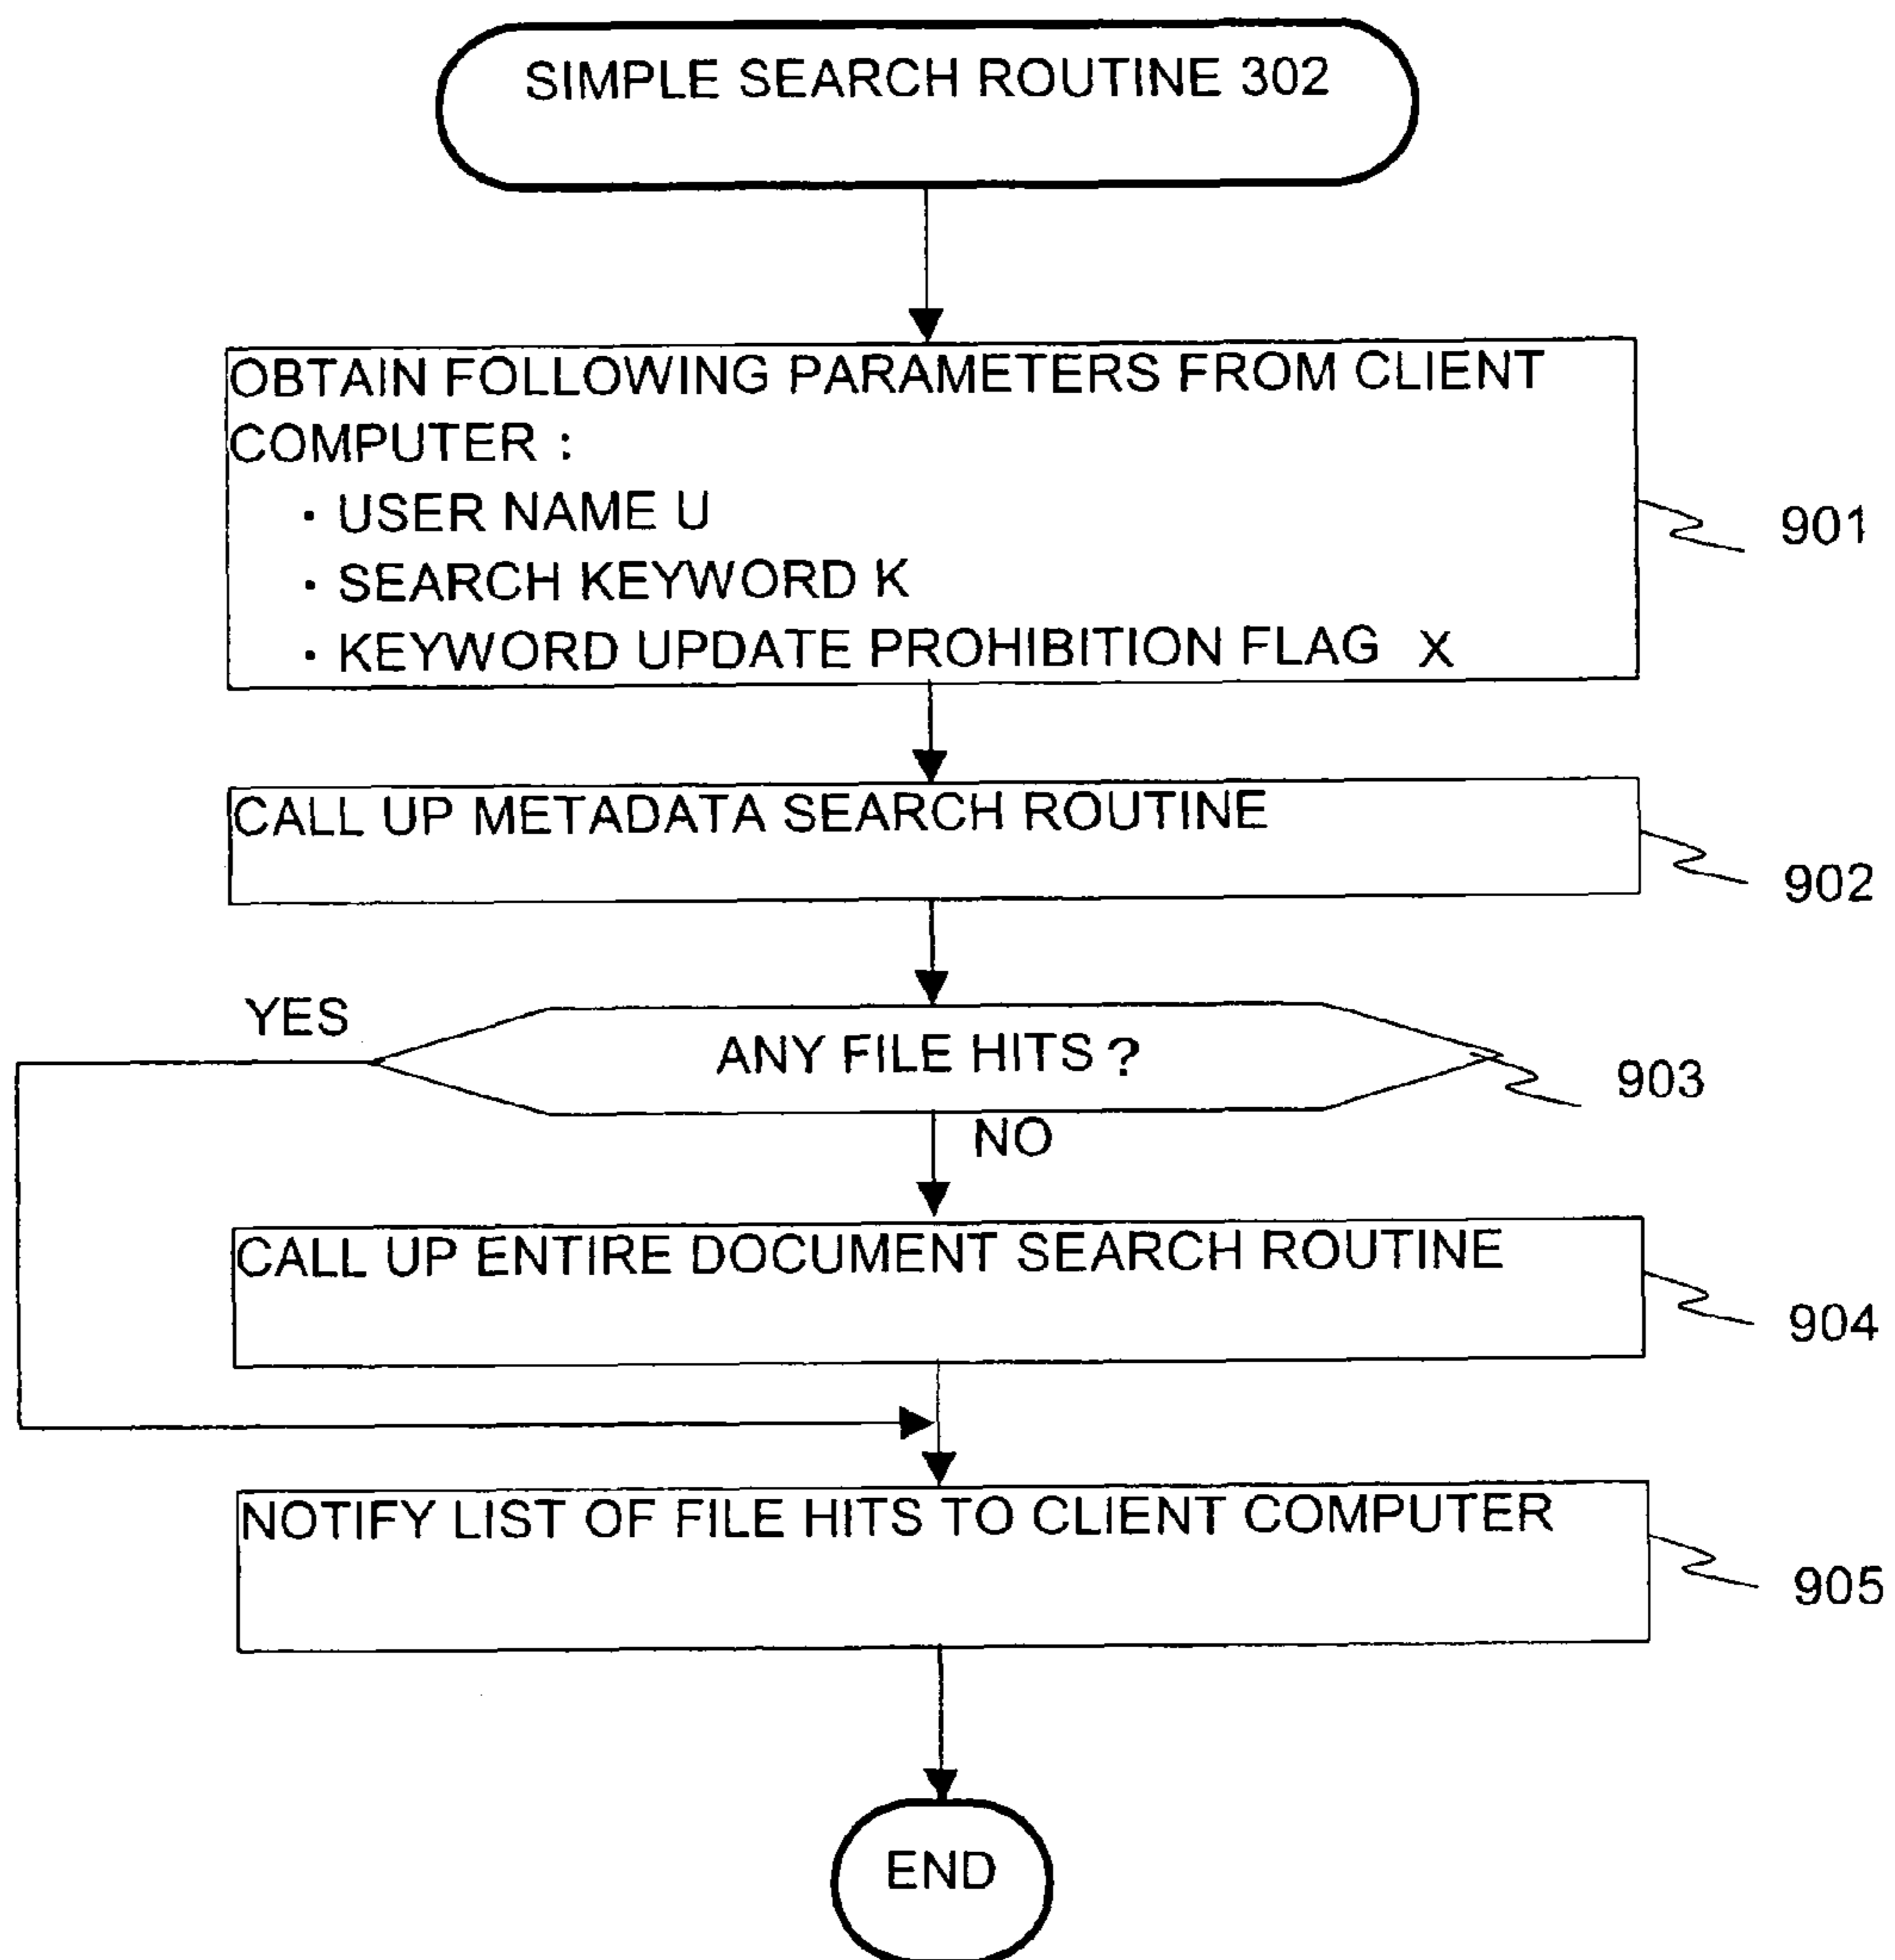 SIMPLE SEARCH ROUTINE 302
OBTAIN FOLLOWING PARAMETERS FROM CLIENT
COMPUTER :
・USER NAME U
・SEARCH KEYWORD K
・KEYWORD UPDATE PROHIBITION FLAG X
901
CALL UP METADATA SEARCH ROUTINE
902
YES
ANY FILE HITS ?
903
NO
CALL UP ENTIRE DOCUMENT SEARCH ROUTINE
904
NOTIFY LIST OF FILE HITS TO CLIENT COMPUTER
905
END